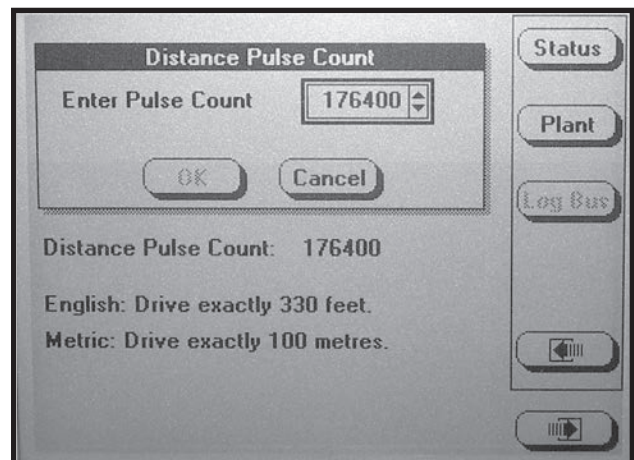 Distance Pulse Count
Enter Pulse Count 176400
OK Cancel
Distance Pulse Count: 176400
English: Drive exactly 330 feet.
Metric: Drive exactly 100 metres.
Status
Plant
Log Bus